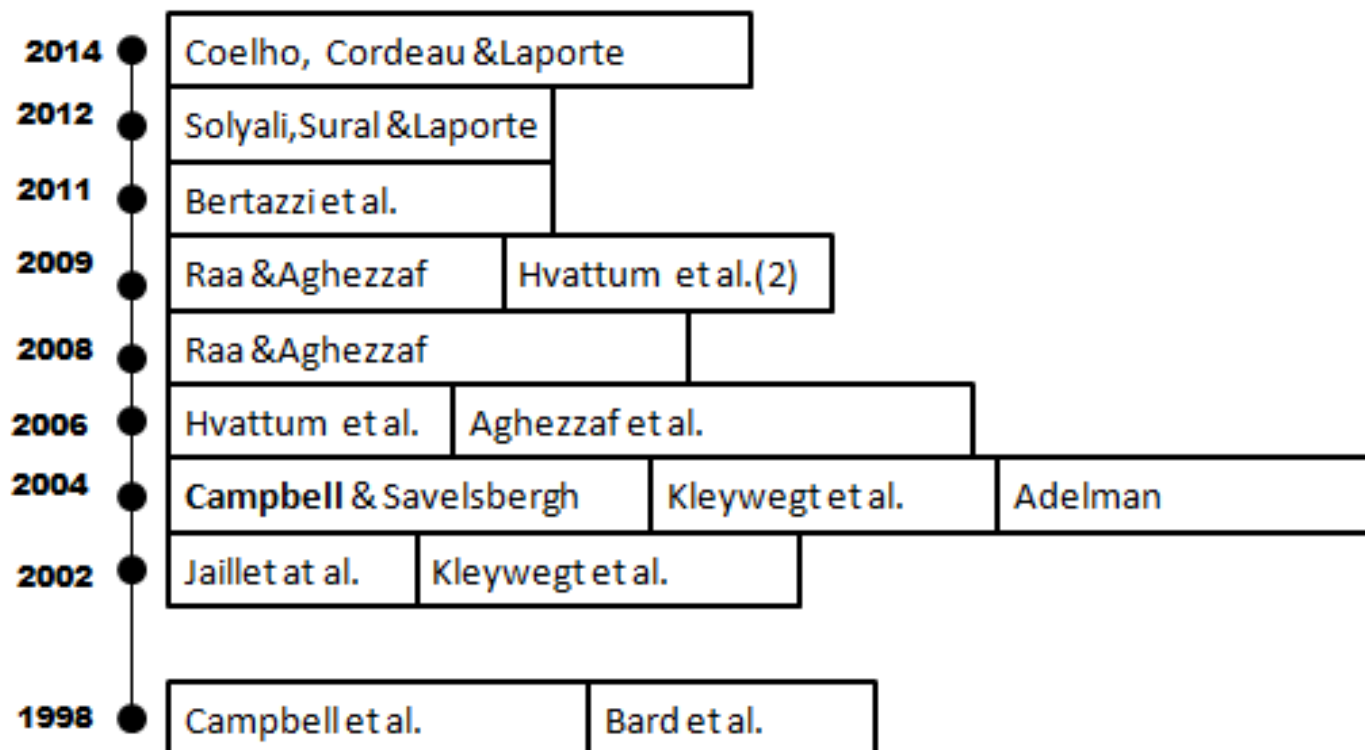 2014 Coelho, Cordeau &Laporte
2012 Solyali,Sural &Laporte
2011 Bertazzi et al.
2009 Raa &Aghezzaf Hvattum et al.(2)
2008 Raa &Aghezzaf
2006 Hvattum et al. Aghezzaf et al.
2004 Campbell & Savelsbergh Kleywegt et al. Adelman
2002 Jaillet at al. Kleywegt et al.
1998 Campbell et al. Bard et al.